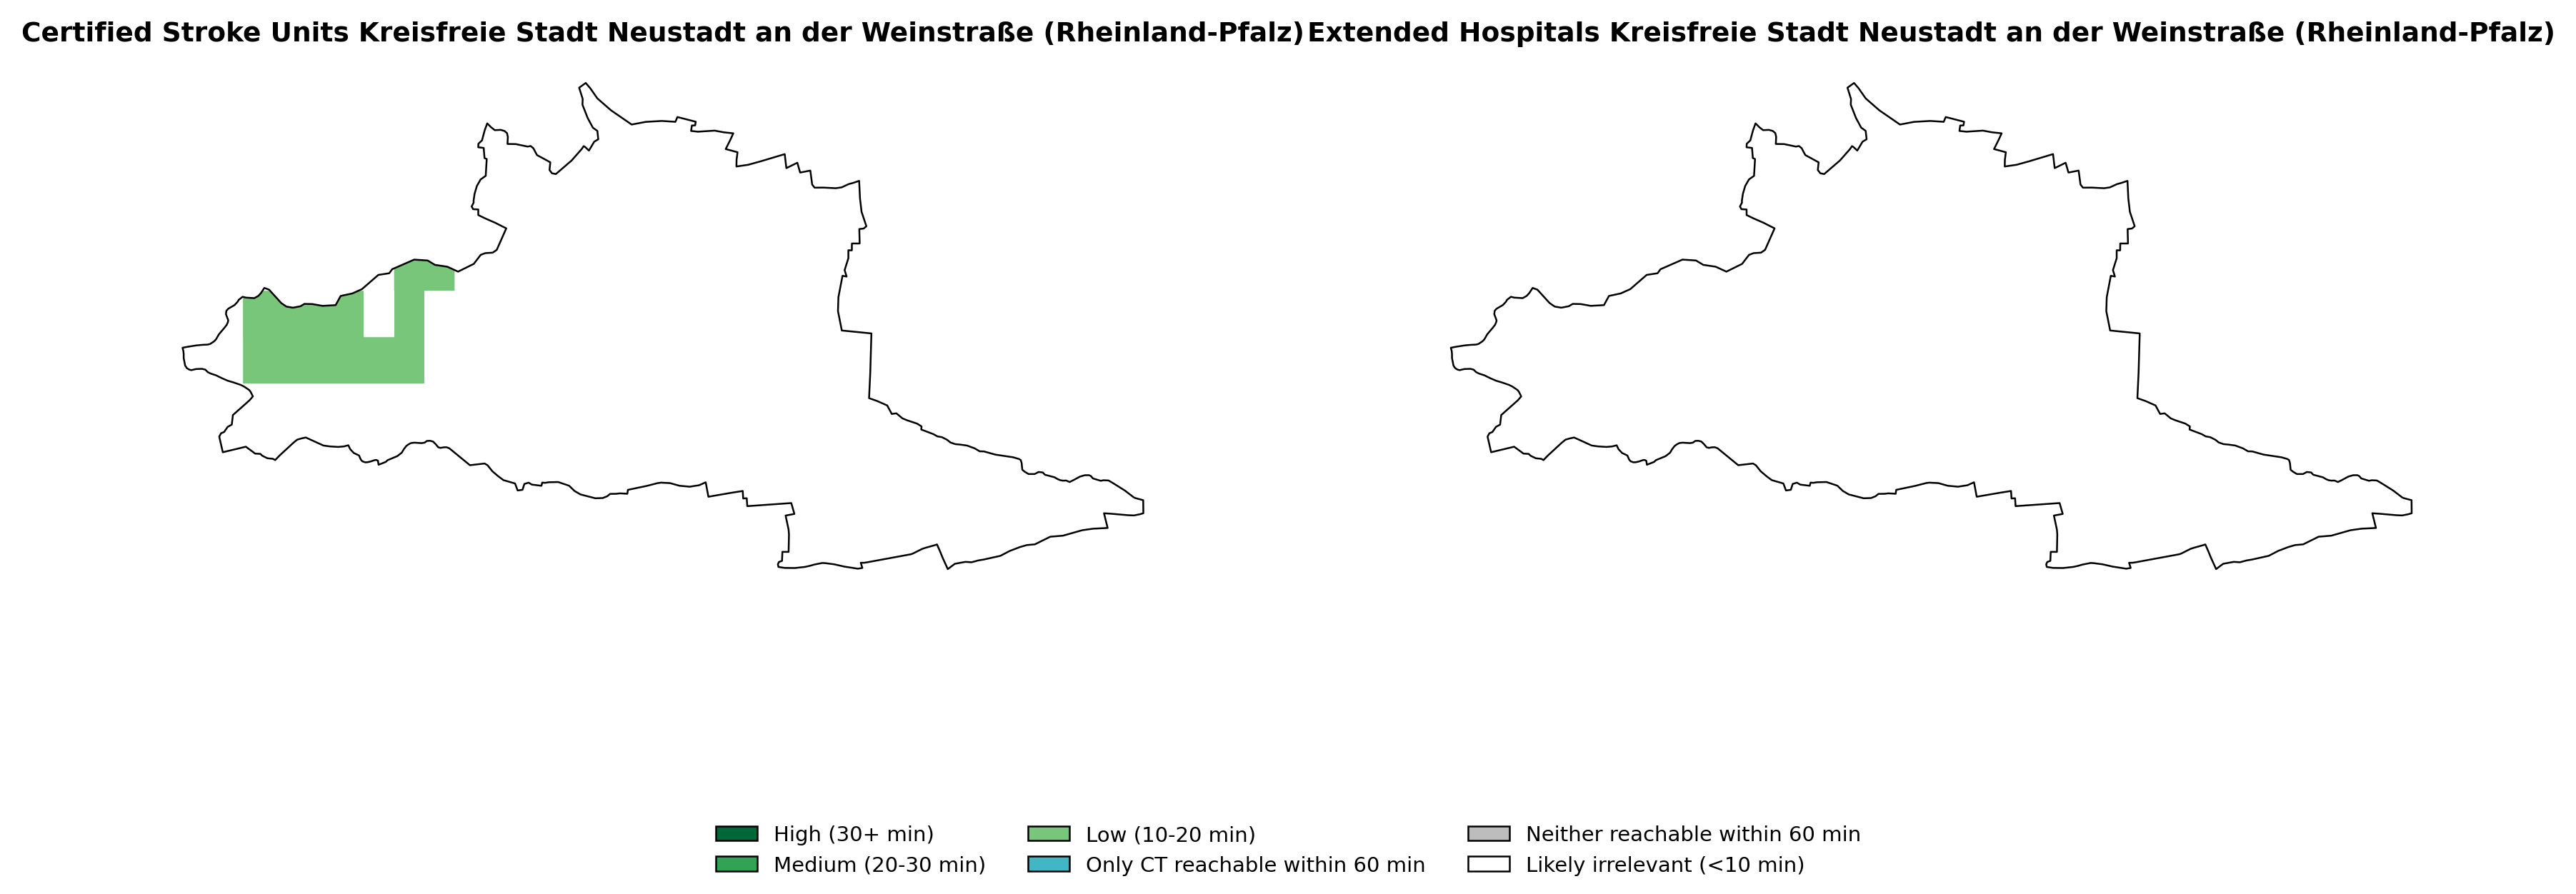 Certified Stroke Units Kreisfreie Stadt Neustadt an der Weinstraße (Rheinland-Pfalz)
Extended Hospitals Kreisfreie Stadt Neustadt an der Weinstraße (Rheinland-Pfalz)
High (30+ min)
Medium (20-30 min)
Low (10-20 min)
Only CT reachable within 60 min
Neither reachable within 60 min
Likely irrelevant (<10 min)